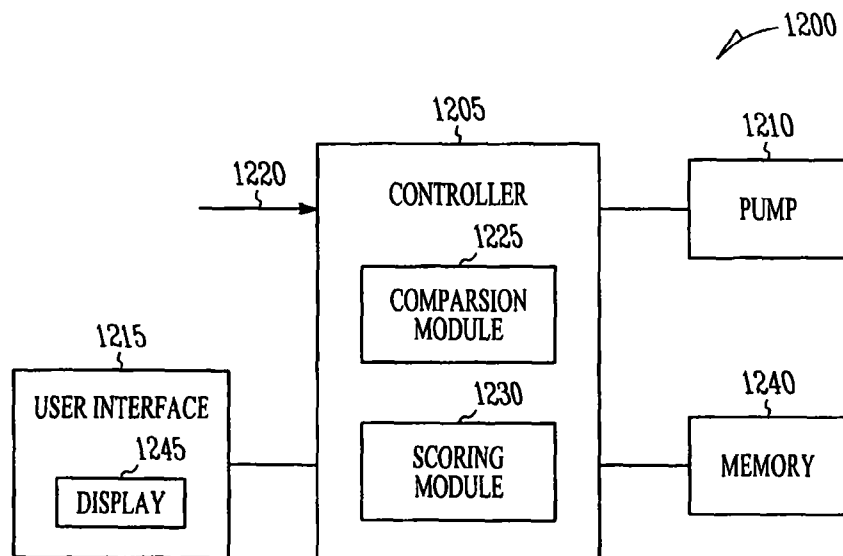 1200
1205
1210
1220
CONTROLLER
PUMP
1225
COMPARSION
MODULE
1215
USER INTERFACE
1230
1240
1245
SCORING
MODULE
MEMORY
DISPLAY